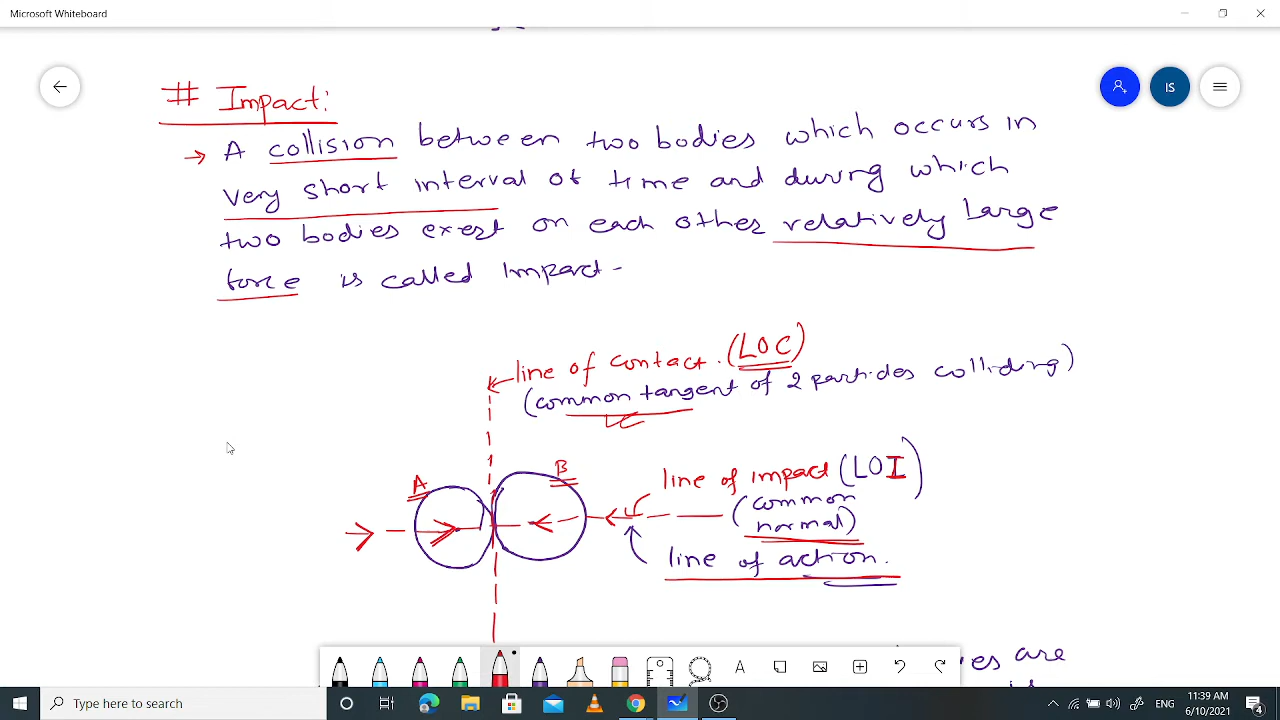 Microsoft Whiteboard
IS
# Impact:
→ A collision between two bodies which occurs in
very short interval of time and during which
two bodies exert on each other relatively large
force is called impact-
line of contact. (LOC)
(common tangent of 2 particles colliding)
A
B
line of impact (LOI)
(common
normal)
line of action.
are
A
Type here to search
ENG
11:39 AM
6/10/2021